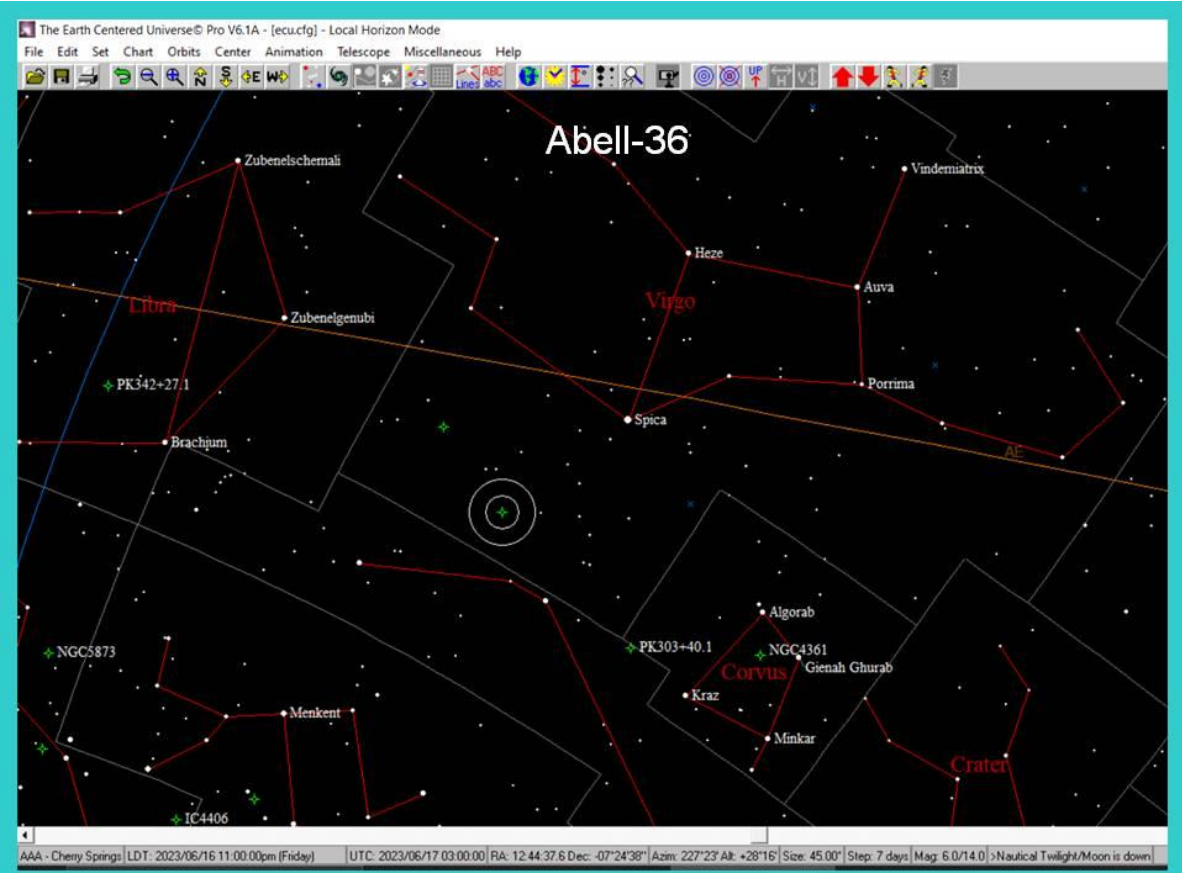 The Earth Centered Universe© Pro V6.1A - [ecu.cfg] - Local Horizon Mode
File Edit Set Chart Orbits Center Animation Telescope Miscellaneous Help
N S E W Lines ABC abc UP H V
Abell-36
Zubenelschemali
Vindemiatrix
Heze
Auva
Libra
Virgo
Zubenelgenubi
PK342+27.1
Porrima
Spica
Brachium
AE
Algorab
PK303+40.1
NGC4361
NGC5873
Corvus
Gienah Ghurab
Kraz
Menkent
Minkar
Crater
IC4406
AAA - Cherry Springs LDT: 2023/06/16 11:00:00pm (Friday) UTC: 2023/06/17 03:00:00 RA: 12:44:37.6 Dec: -07°24'38" Azim: 227°23' Alt: +28°16' Size: 45.00° Step: 7 days Mag: 6.0/14.0 >Nautical Twilight/Moon is down